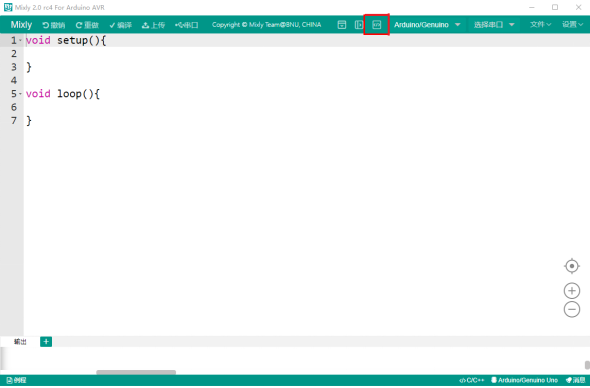 Mixly 2.0 rc4 For Arduino AVR
Mixly 撤销 重做 编译 上传 串口 Copyright © Mixly Team@BNU, CHINA Arduino/Genuino 选择串口 文件 设置
1 void setup(){
2
3 }
4
5 void loop(){
6
7 }
输出 +
例程 C/C++ Arduino/Genuino Uno 消息